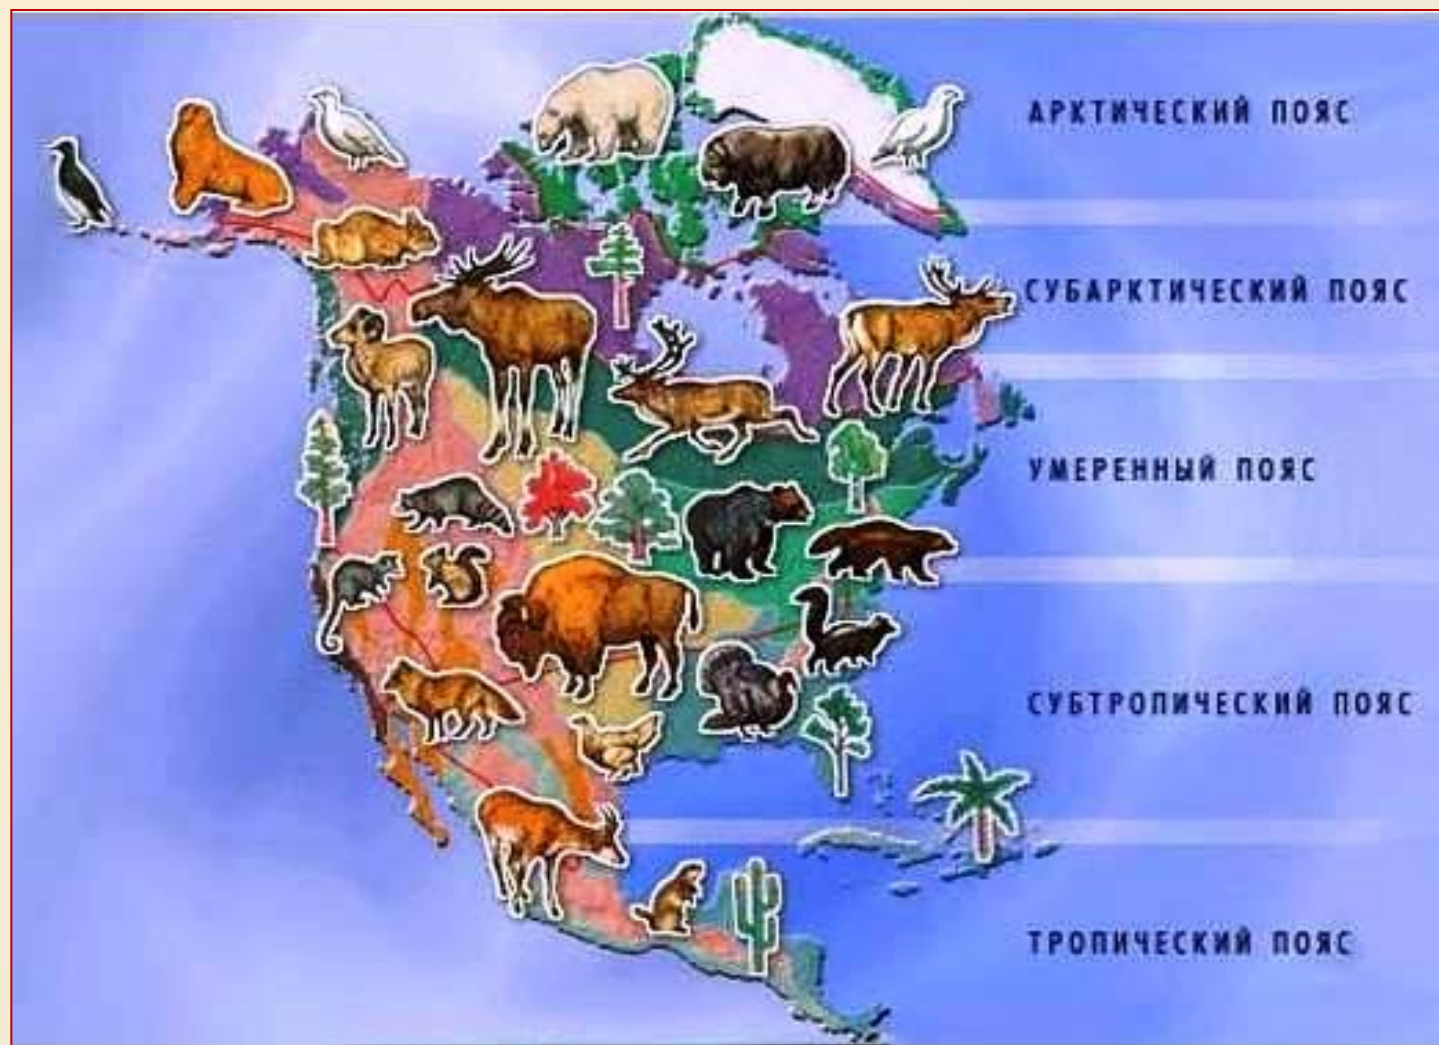 АРКТИЧЕСКИЙ ПОЯС
СУБАРКТИЧЕСКИЙ ПОЯС
УМЕРЕННЫЙ ПОЯС
СУБТРОПИЧЕСКИЙ ПОЯС
ТРОПИЧЕСКИЙ ПОЯС